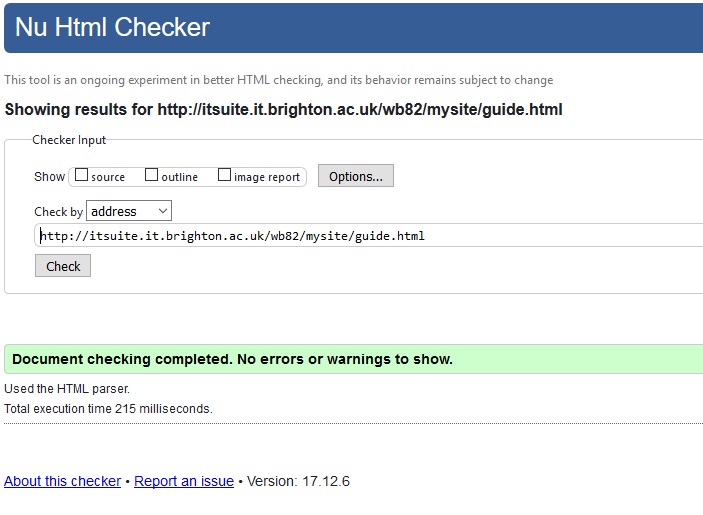 Nu Html Checker
This tool is an ongoing experiment in better HTML checking, and its behavior remains subject to change
Showing results for http://itsuite.it.brighton.ac.uk/wb82/mysite/guide.html
Checker Input
Show source outline image report Options...
Check by address
http://itsuite.it.brighton.ac.uk/wb82/mysite/guide.html
Check
Document checking completed. No errors or warnings to show.
Used the HTML parser.
Total execution time 215 milliseconds.
About this checker • Report an issue • Version: 17.12.6